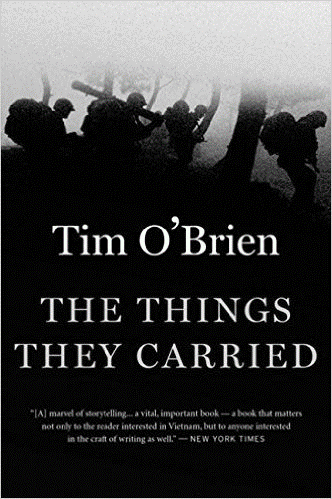 Tim O'Brien
THE THINGS
THEY CARRIED
"[A] marvel of storytelling... a vital, important book — a book that matters
not only to the reader interested in Vietnam, but to anyone interested
in the craft of writing as well." — NEW YORK TIMES